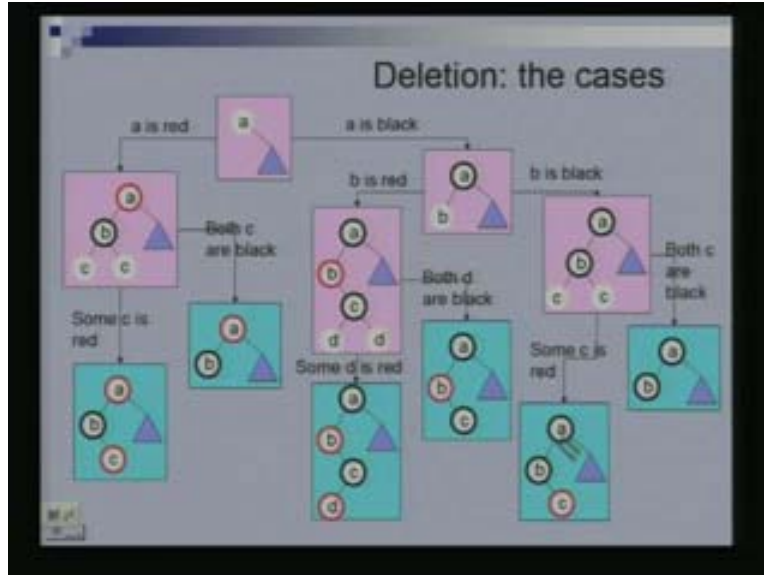 Deletion: the cases
a is red
a
a is black
b is red
a
b
b is black
a
b
c c
Both c
are black
a
b
c
d d
Both d
are black
a
b
c c
Both c
are
black
Some c is
red
a
b
Some d is red
a
b
c
Some c is
red
a
b
a
b
c
a
b
c
d
a
b
c